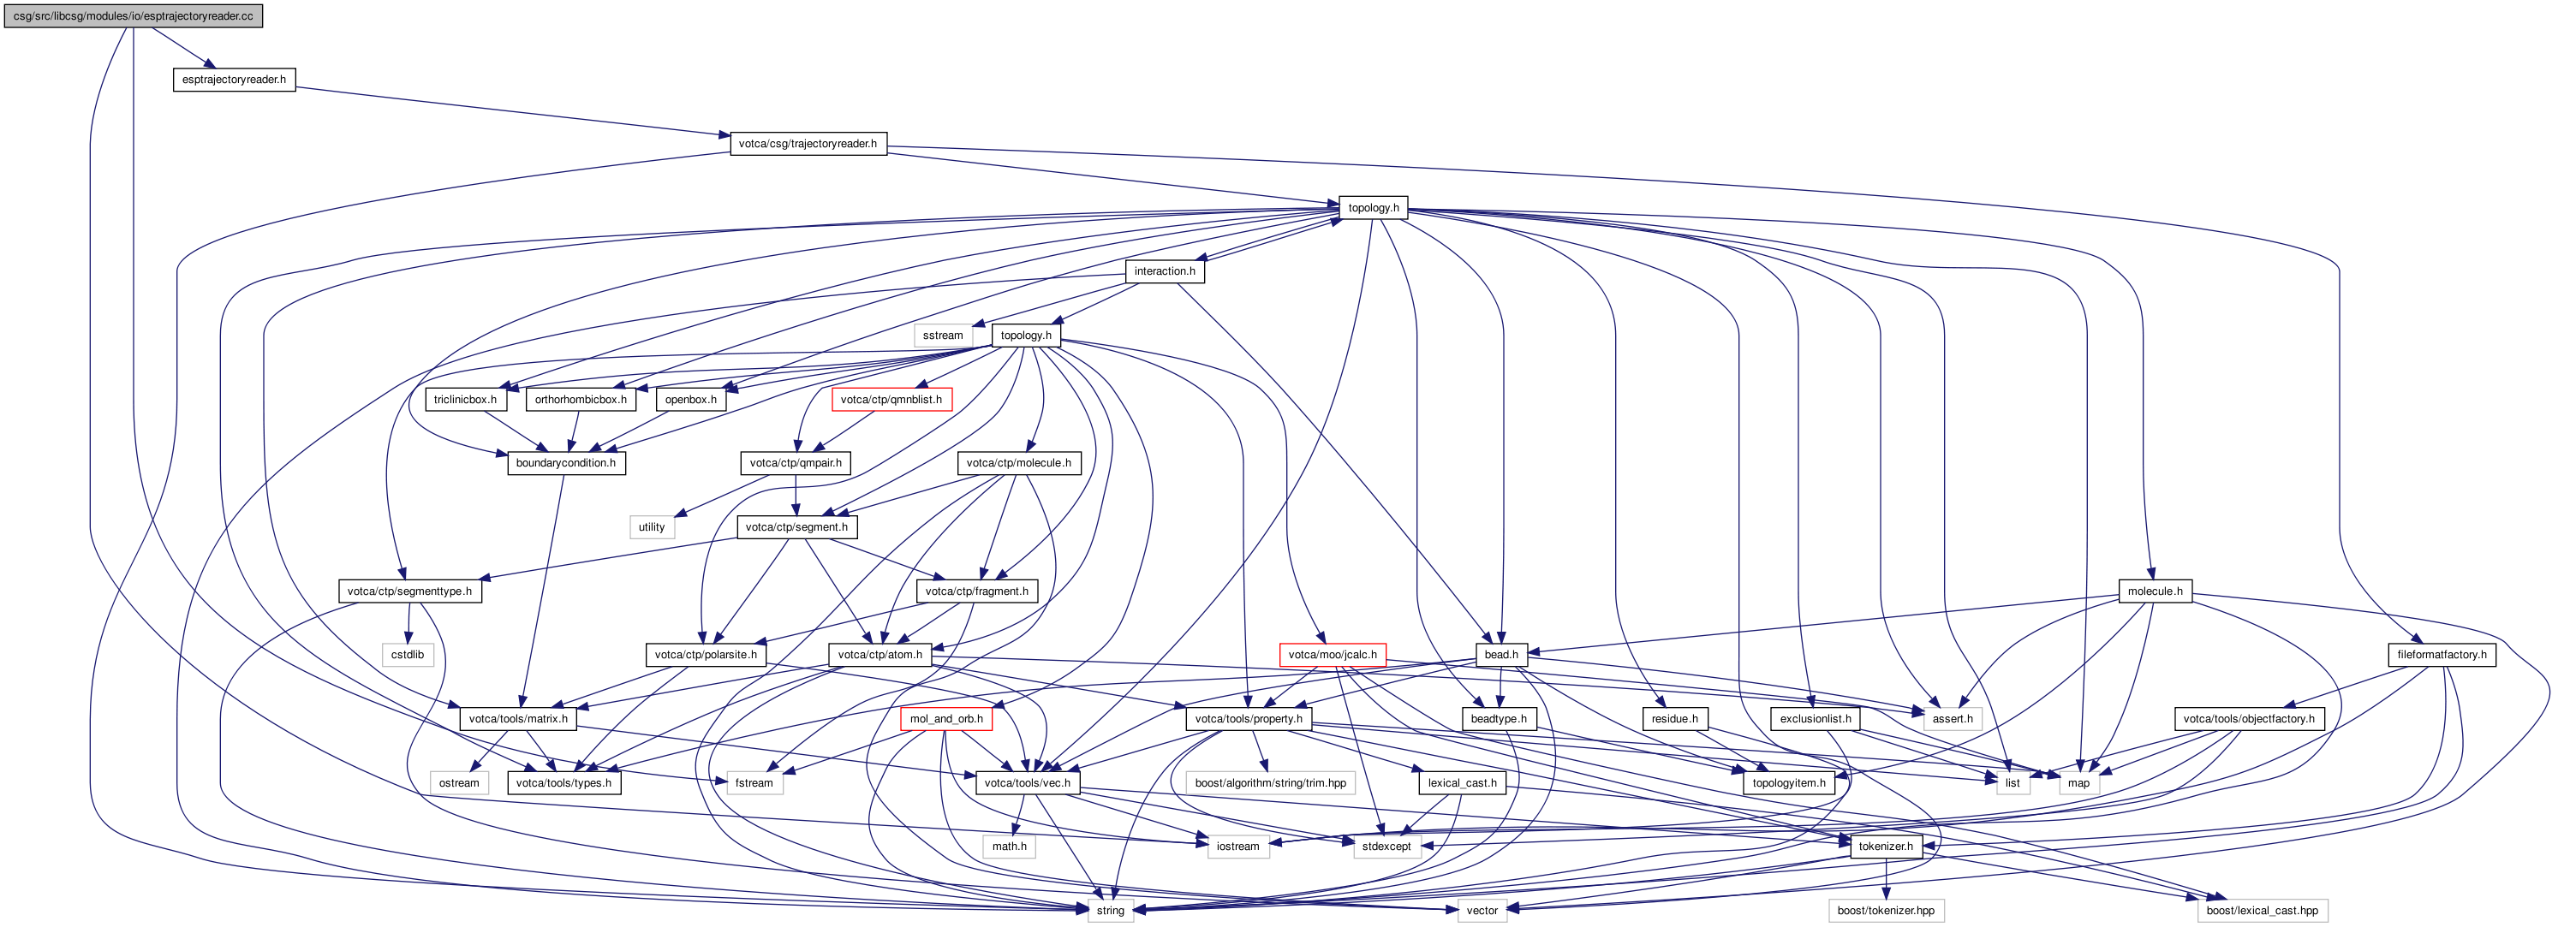 csg/src/libcsg/modules/io/esptrajectoryreader.cc
esptrajectoryreader.h
votca/csg/trajectoryreader.h
topology.h
interaction.h
sstream
topology.h
triclinicbox.h
orthorhombicbox.h
openbox.h
votca/ctp/qmnblist.h
boundarycondition.h
votca/ctp/qmpair.h
votca/ctp/molecule.h
utility
votca/ctp/segment.h
votca/ctp/segmenttype.h
votca/ctp/fragment.h
molecule.h
cstdlib
votca/ctp/polarsite.h
votca/ctp/atom.h
votca/moo/jcalc.h
bead.h
fileformatfactory.h
votca/tools/matrix.h
mol_and_orb.h
votca/tools/property.h
beadtype.h
residue.h
exclusionlist.h
assert.h
votca/tools/objectfactory.h
ostream
votca/tools/types.h
fstream
votca/tools/vec.h
boost/algorithm/string/trim.hpp
lexical_cast.h
topologyitem.h
list
map
math.h
iostream
stdexcept
tokenizer.h
string
vector
boost/tokenizer.hpp
boost/lexical_cast.hpp